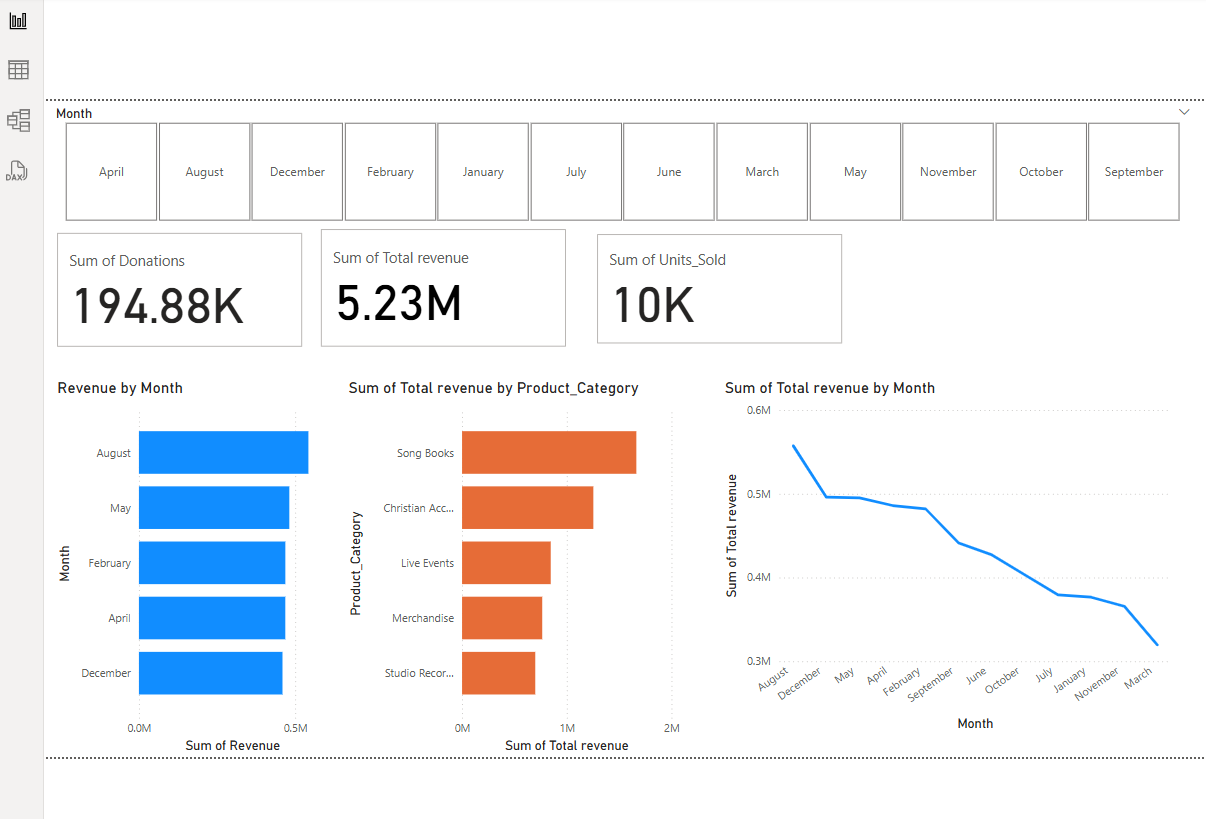 DAX
Month
April
August
December
February
January
July
June
March
May
November
October
September
Sum of Donations
194.88K
Sum of Total revenue
5.23M
Sum of Units_Sold
10K
Revenue by Month
Month
August
May
February
April
December
0.0M
0.5M
Sum of Revenue
Sum of Total revenue by Product_Category
Product_Category
Song Books
Christian Acc...
Live Events
Merchandise
Studio Recor...
0M
1M
2M
Sum of Total revenue
Sum of Total revenue by Month
Sum of Total revenue
0.6M
0.5M
0.4M
0.3M
August
December
May
April
February
September
June
October
July
January
November
March
Month